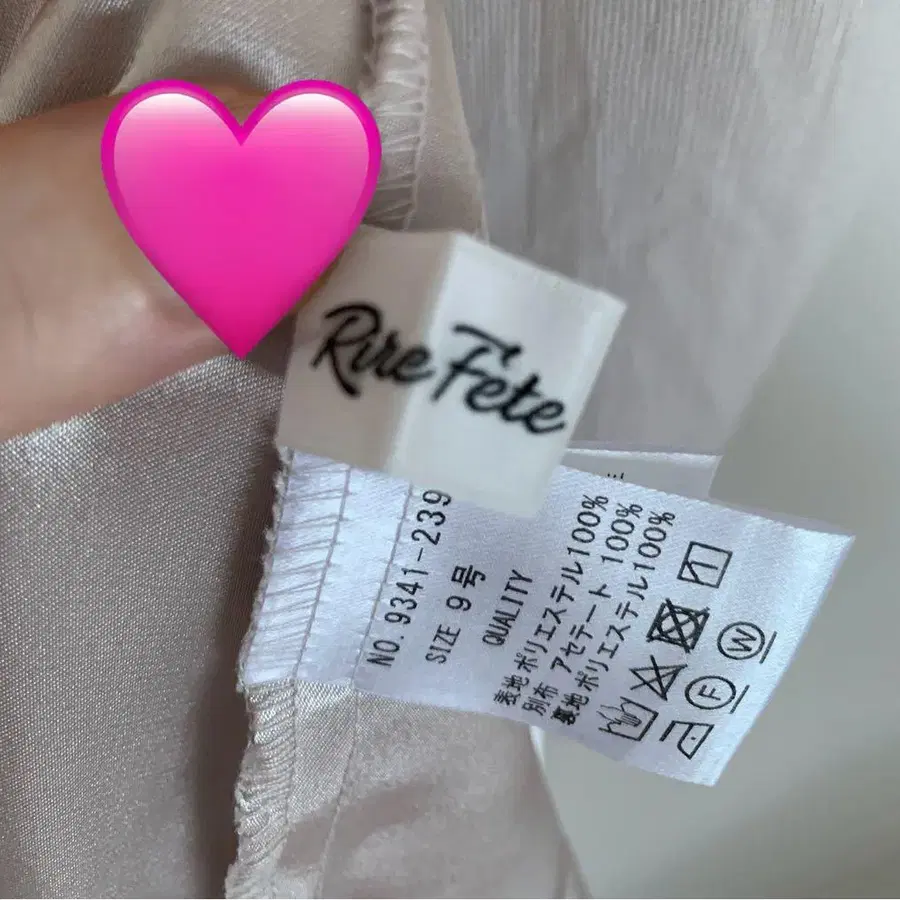 Rire Fête
NO.9341-239
SIZE 9号
QUALITY
表地 ポリエステル100%
別布 アセテート 100%
裏地 ポリエステル100%
F
W